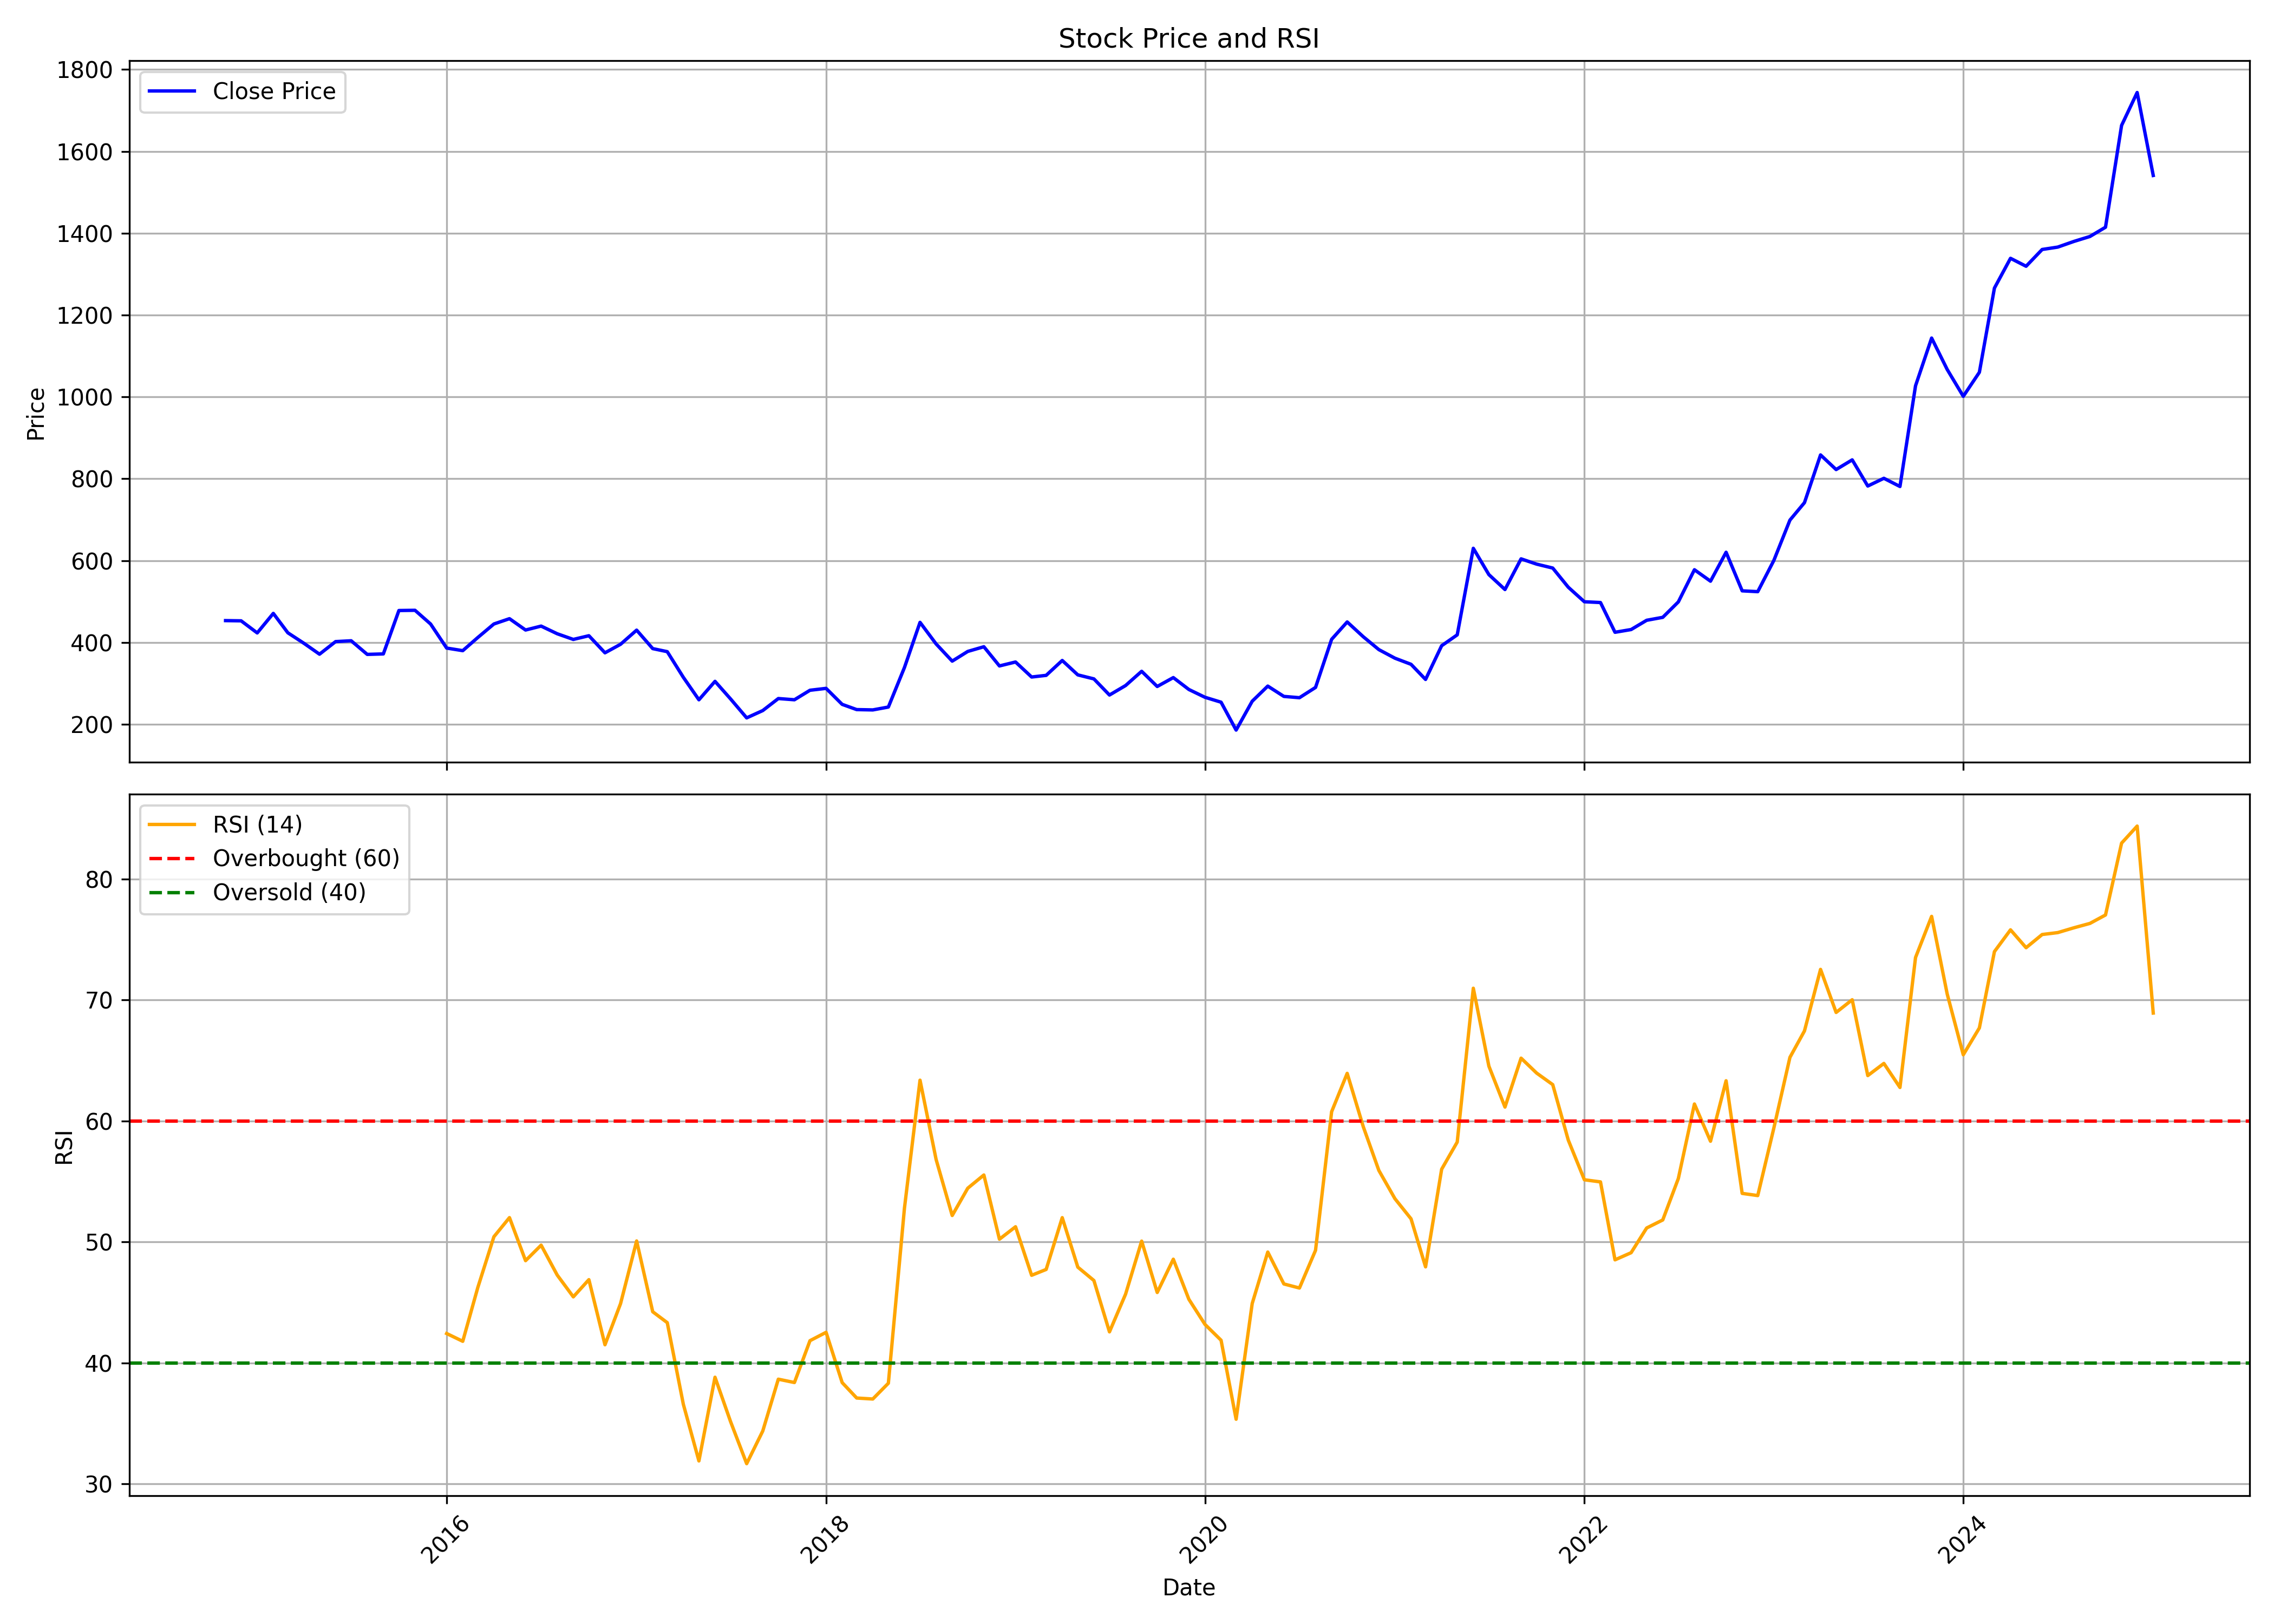 Stock Price and RSI
Close Price
1800
1600
1400
1200
1000
800
600
400
200
Price
RSI (14)
Overbought (60)
Oversold (40)
80
70
60
50
40
30
RSI
2016
2018
2020
2022
2024
Date